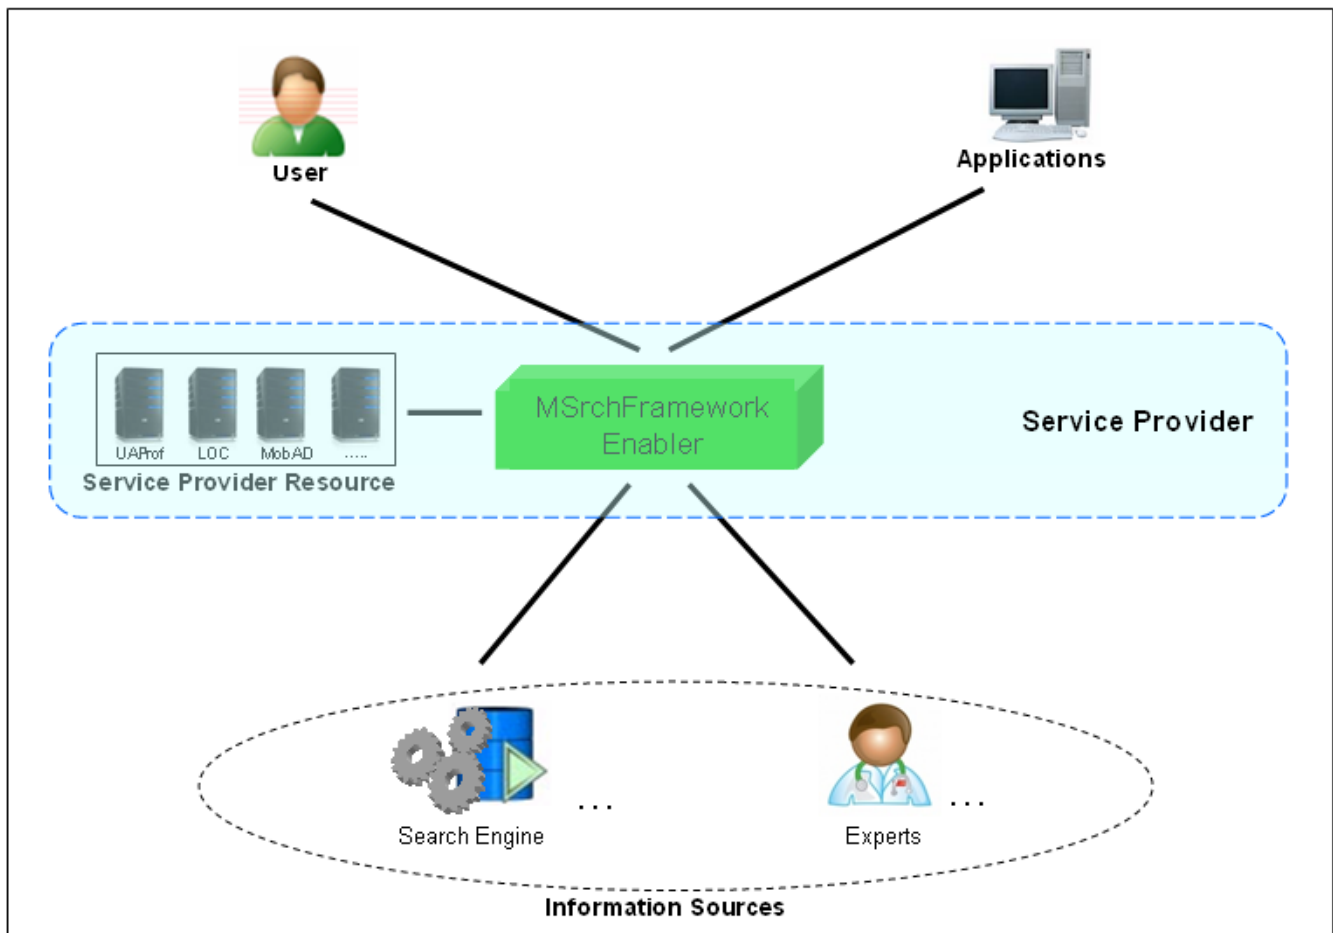 User
Applications
MSrchFramework
Enabler
Service Provider
UAProf LOC MobAD .....
Service Provider Resource
...
...
Search Engine
Experts
Information Sources